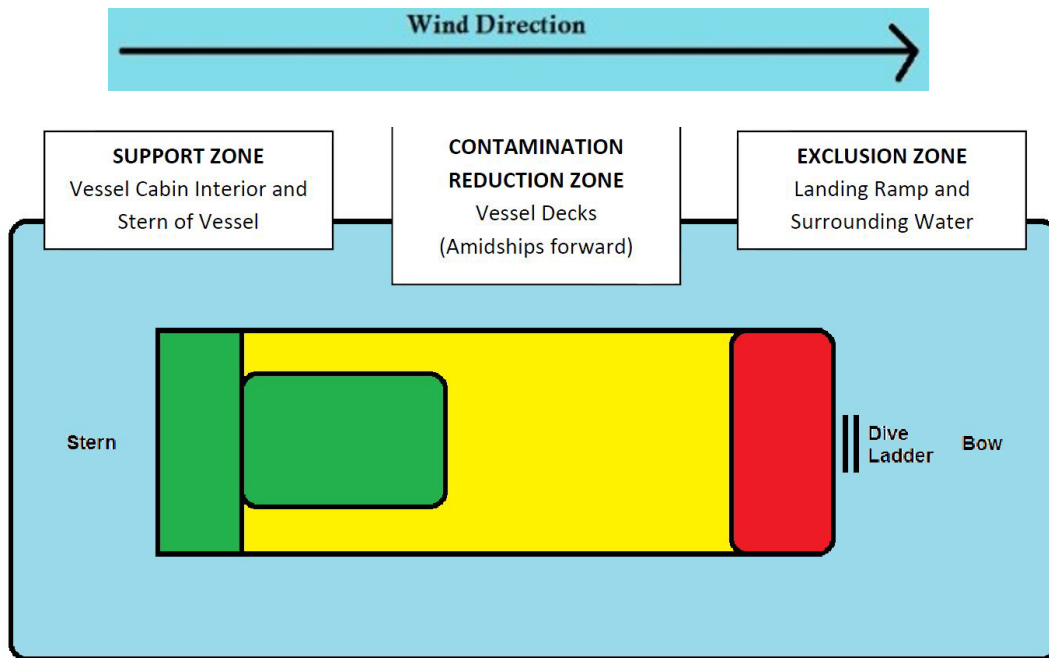 Wind Direction
SUPPORT ZONE
Vessel Cabin Interior and
Stern of Vessel
CONTAMINATION
REDUCTION ZONE
Vessel Decks
(Amidships forward)
EXCLUSION ZONE
Landing Ramp and
Surrounding Water
Stern
Dive
Ladder
Bow